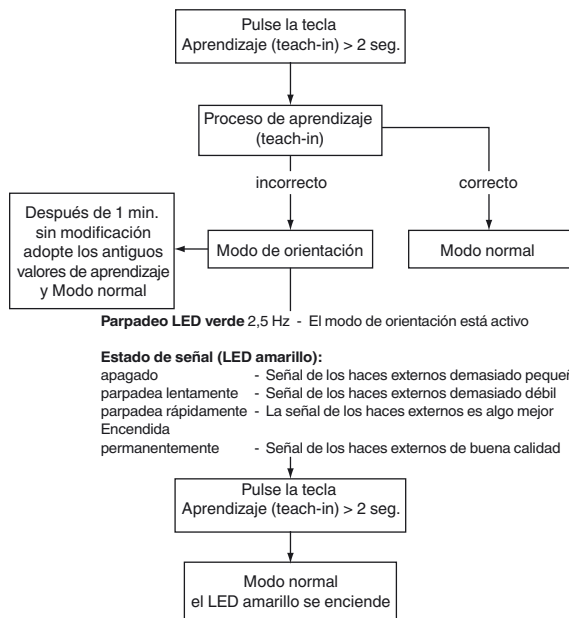 Pulse la tecla
Aprendizaje (teach-in) > 2 seg.
Proceso de aprendizaje
(teach-in)
incorrecto
correcto
Después de 1 min.
sin modificación
adopte los antiguos
valores de aprendizaje
y Modo normal
Modo de orientación
Modo normal
Parpadeo LED verde 2,5 Hz - El modo de orientación está activo
Estado de señal (LED amarillo):
apagado - Señal de los haces externos demasiado pequeñ
parpadea lentamente - Señal de los haces externos demasiado débil
parpadea rápidamente - La señal de los haces externos es algo mejor
Encendida
permanentemente - Señal de los haces externos de buena calidad
Pulse la tecla
Aprendizaje (teach-in) > 2 seg.
Modo normal
el LED amarillo se enciende